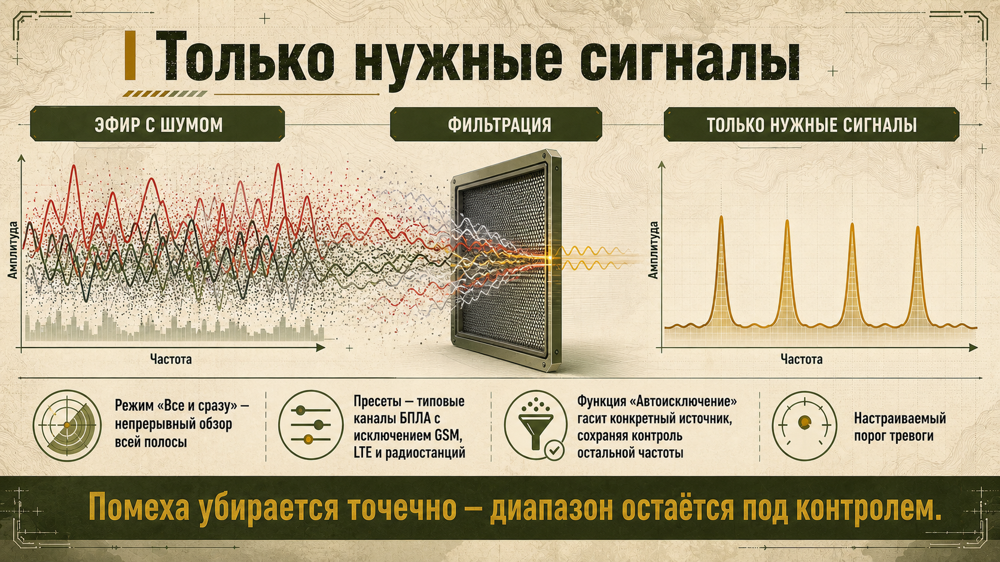 Только нужные сигналы
ЭФИР С ШУМОМ
ФИЛЬТРАЦИЯ
ТОЛЬКО НУЖНЫЕ СИГНАЛЫ
Амплитуда
Частота
Амплитуда
Частота
Режим «Все и сразу» –
непрерывный обзор
всей полосы
Пресеты – типовые
каналы БПЛА с
исключением GSM,
LTE и радиостанций
Функция «Автоисключение»
гасит конкретный источник,
сохраняя контроль
остальной частоты
Настраиваемый
порог тревоги
Помеха убирается точечно – диапазон остаётся под контролем.